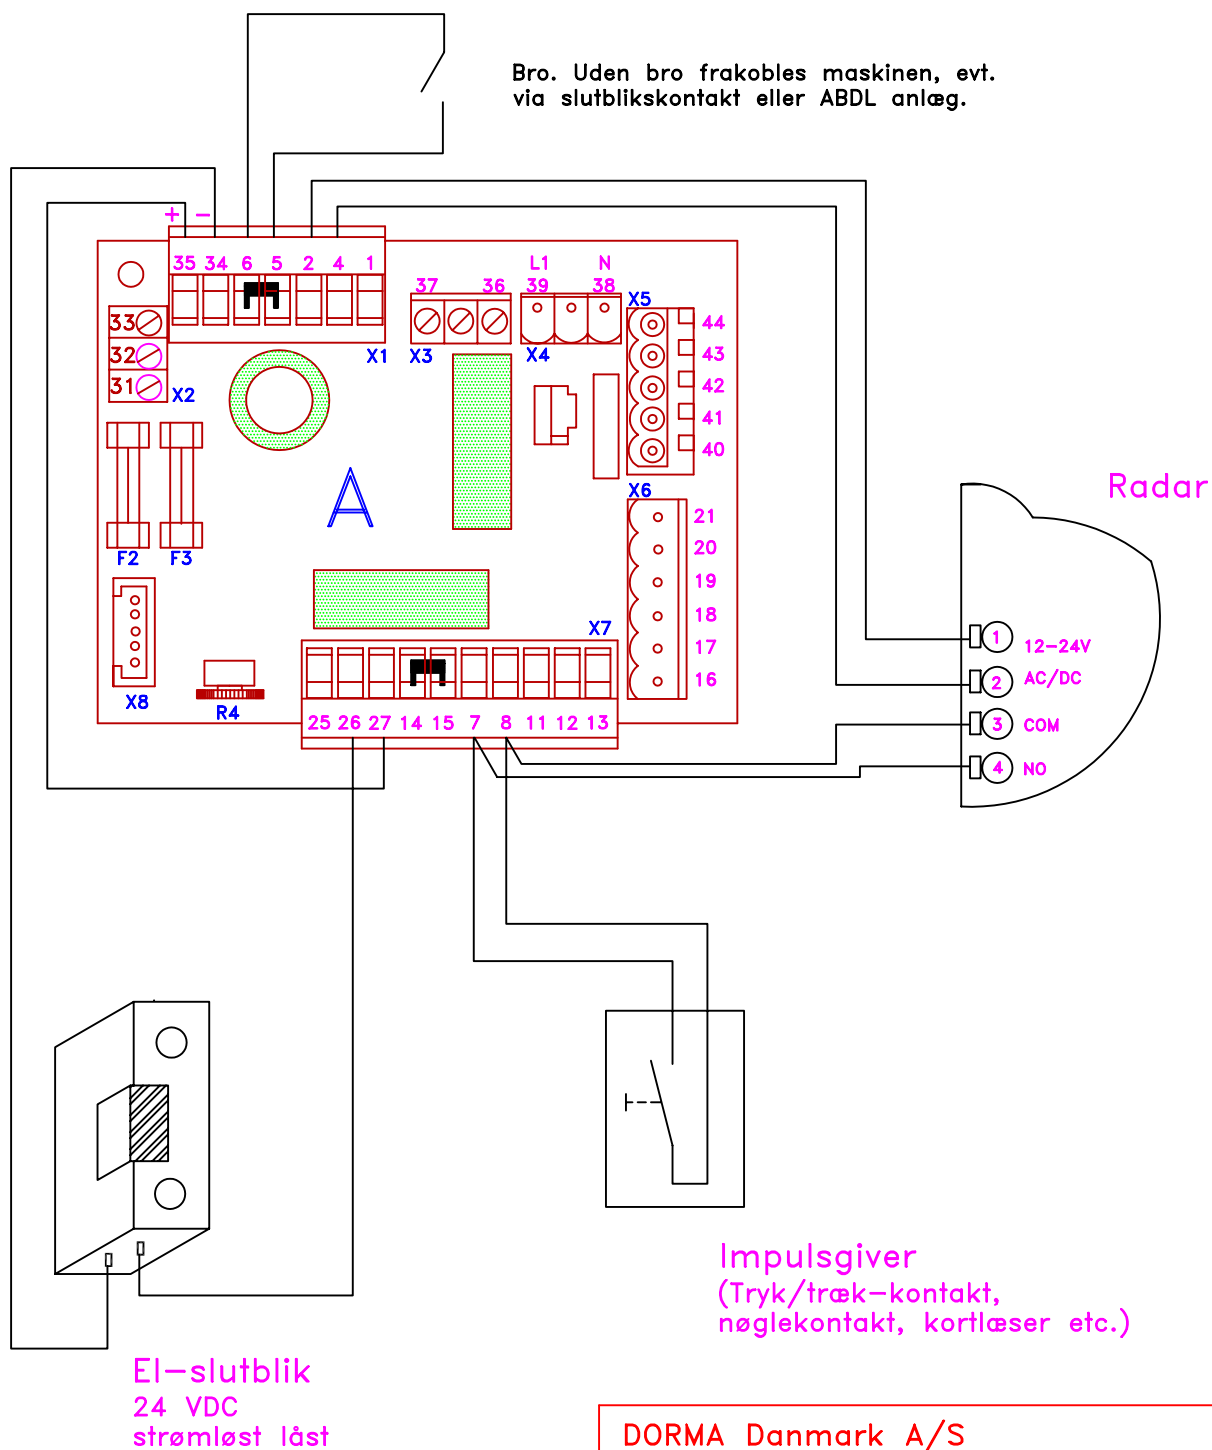 Bro. Uden bro frakobles maskinen, evt.
via slutblikskontakt eller ABDL anlæg.
+ -
35 34 6 5 2 4 1
X1
33
32
31
X2
37 36
X3
L1 N
39 38
X4
X5
44
43
42
41
40
X6
21
20
19
18
17
16
A
F2 F3
X8
R4
X7
25 26 27 14 15 7 8 11 12 13
Radar
1 12-24V
2 AC/DC
3 COM
4 NO
Impulsgiver
(Tryk/træk-kontakt,
nøglekontakt, kortlæser etc.)
El-slutblik
24 VDC
strømløst låst
DORMA Danmark A/S